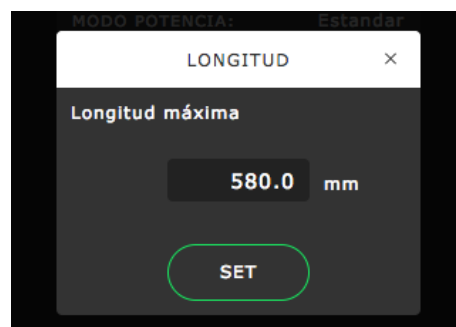 MODO POTENCIA: Estandar
LONGITUD ×
Longitud máxima
580.0 mm
SET